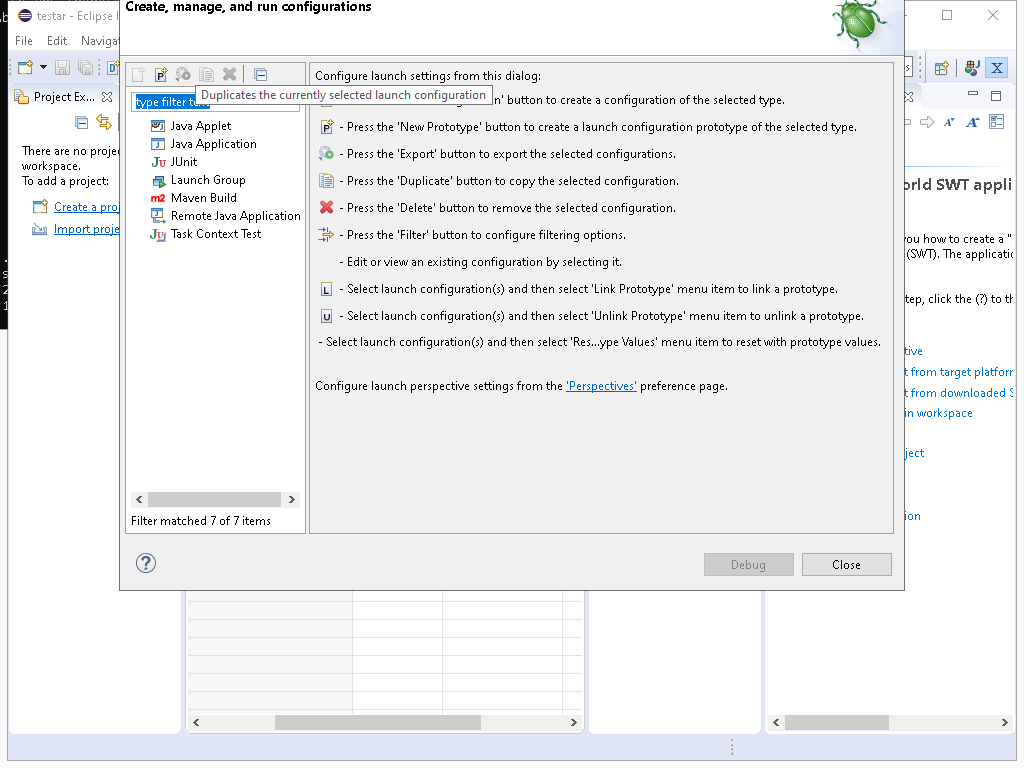 Create, manage, and run configurations
testar - Eclipse I
File Edit Naviga
Project Ex...
There are no proje
workspace.
To add a project:
Create a proj
Import proje
type filter te
Duplicates the currently selected launch configuration
Java Applet
Java Application
JUnit
Launch Group
Maven Build
Remote Java Application
Task Context Test
Filter matched 7 of 7 items
Configure launch settings from this dialog:
n' button to create a configuration of the selected type.
- Press the 'New Prototype' button to create a launch configuration prototype of the selected type.
- Press the 'Export' button to export the selected configurations.
- Press the 'Duplicate' button to copy the selected configuration.
- Press the 'Delete' button to remove the selected configuration.
- Press the 'Filter' button to configure filtering options.
- Edit or view an existing configuration by selecting it.
L - Select launch configuration(s) and then select 'Link Prototype' menu item to link a prototype.
U - Select launch configuration(s) and then select 'Unlink Prototype' menu item to unlink a prototype.
- Select launch configuration(s) and then select 'Res...ype Values' menu item to reset with prototype values.
Configure launch perspective settings from the 'Perspectives' preference page.
Debug
Close
orld SWT appli
you how to create a "
(SWT). The applicatio
tep, click the (?) to th
tive
t from target platforr
t from downloaded S
in workspace
ject
ion